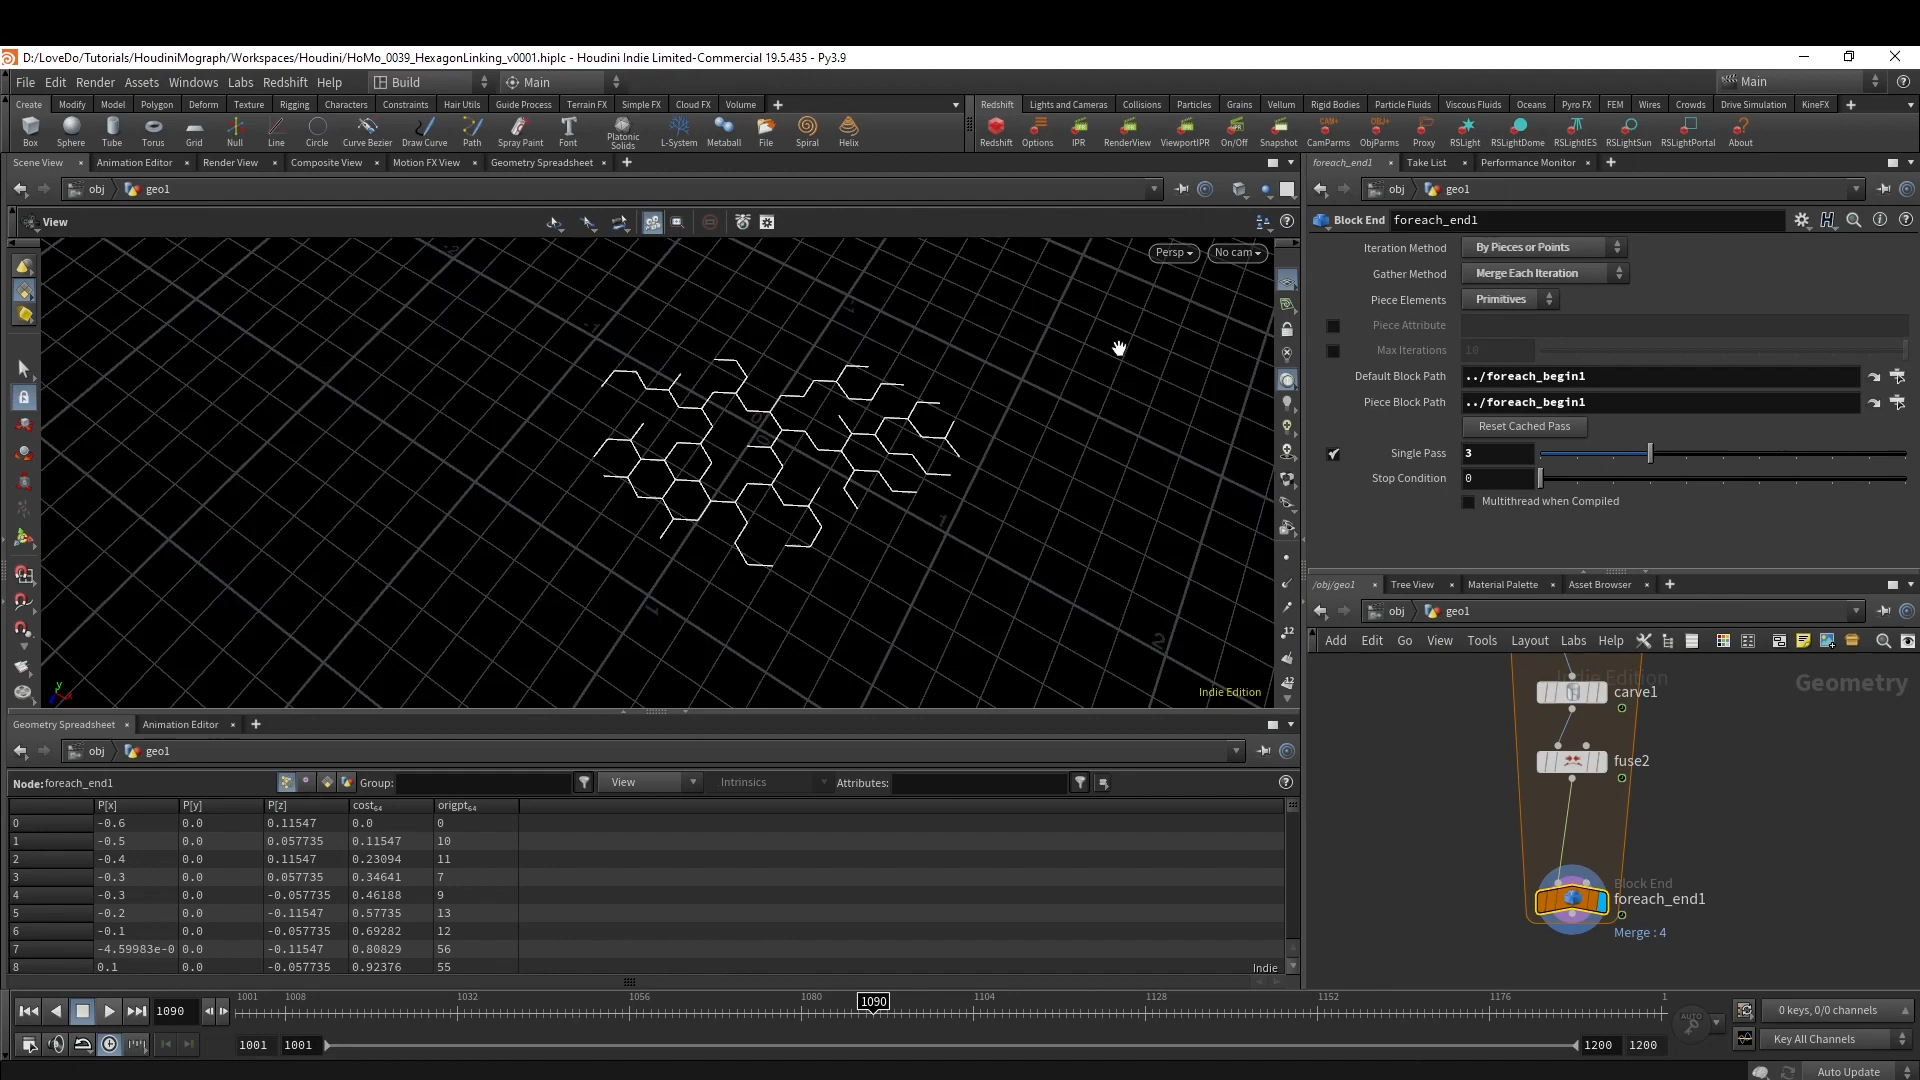 D:/LoveDo/Tutorials/HoudiniMograph/Workspaces/Houdini/HoMo_0039_HexagonLinking_v0001.hiplc - Houdini Indie Limited-Commercial 19.5.435 - Py3.9
File Edit Render Assets Windows Labs Redshift Help Build Main Main
Create Modify Model Polygon Deform Texture Rigging Characters Constraints Hair Utils Guide Process Terrain FX Simple FX Cloud FX Volume
Redshift Lights and Cameras Collisions Particles Grains Vellum Rigid Bodies Particle Fluids Viscous Fluids Oceans Pyro FX FEM Wires Crowds Drive Simulation KineFX
Box Sphere Tube Torus Grid Null Line Circle Curve Bezier Draw Curve Path Spray Paint Font Platonic Solids L-System Metaball File Spiral Helix
Redshift Options IPR RenderView ViewportIPR On/Off Snapshot CamParms ObjParms Proxy RSLight RSLightDome RSLightIES RSLightSun RSLightPortal About
Scene View Animation Editor Render View Composite View Motion FX View Geometry Spreadsheet
obj geo1
View
Persp No cam
Indie Edition
foreach_end1 Take List Performance Monitor
obj geo1
Block End foreach_end1
Iteration Method By Pieces or Points
Gather Method Merge Each Iteration
Piece Elements Primitives
Piece Attribute
Max Iterations 10
Default Block Path ../foreach_begin1
Piece Block Path ../foreach_begin1
Reset Cached Pass
Single Pass 3
Stop Condition 0
Multithread when Compiled
/obj/geo1 Tree View Material Palette Asset Browser
obj geo1
Add Edit Go View Tools Layout Labs Help
Indie Edition
Geometry
carve1
fuse2
Block End
foreach_end1
Merge : 4
Geometry Spreadsheet Animation Editor
obj geo1
Node: foreach_end1 Group: View Intrinsics Attributes:
P[x] P[y] P[z] cost64 origpt64
0 -0.6 0.0 0.11547 0.0 0
1 -0.5 0.0 0.057735 0.11547 10
2 -0.4 0.0 0.11547 0.23094 11
3 -0.3 0.0 0.057735 0.34641 7
4 -0.3 0.0 -0.057735 0.46188 9
5 -0.2 0.0 -0.11547 0.57735 13
6 -0.1 0.0 -0.057735 0.69282 12
7 -4.59983e-0 0.0 -0.11547 0.80829 56
8 0.1 0.0 -0.057735 0.92376 55
Indie
1090 1001 1008 1032 1056 1080 1090 1104 1128 1152 1176 1
0 keys, 0/0 channels
1001 1001 1200 1200
Key All Channels
Auto Update